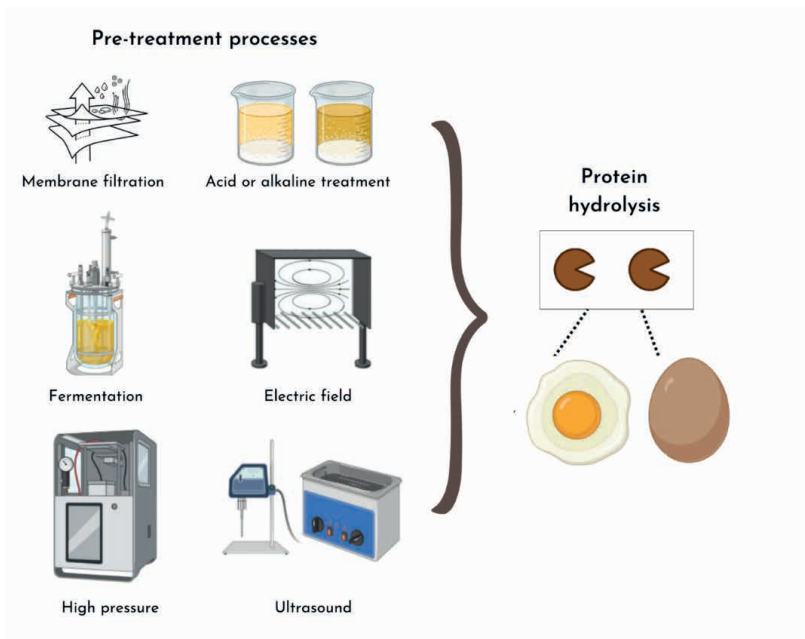 Pre-treatment processes
Membrane filtration
Acid or alkaline treatment
Protein
hydrolysis
Fermentation
Electric field
High pressure
Ultrasound